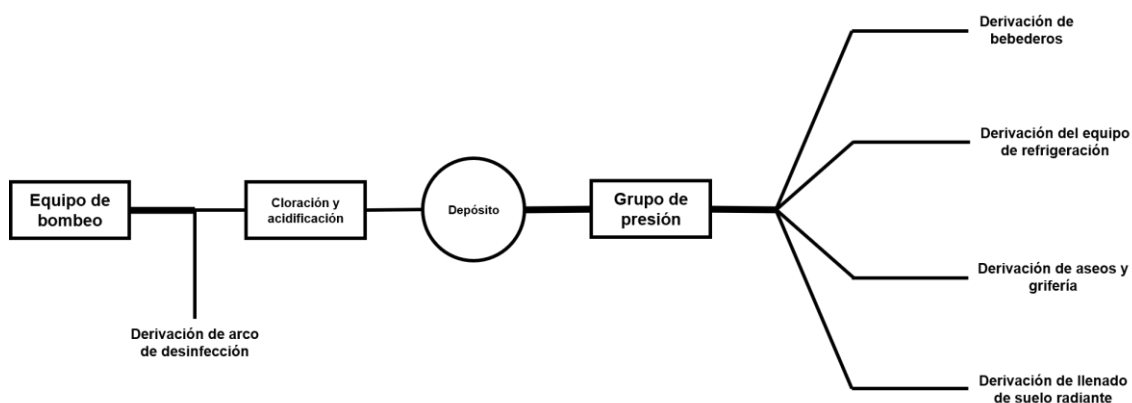 Equipo de
bombeo
Derivación de arco
de desinfección
Cloración y
acidificación
Depósito
Grupo de
presión
Derivación de
bebederos
Derivación del equipo
de refrigeración
Derivación de aseos y
grifería
Derivación de llenado
de suelo radiante